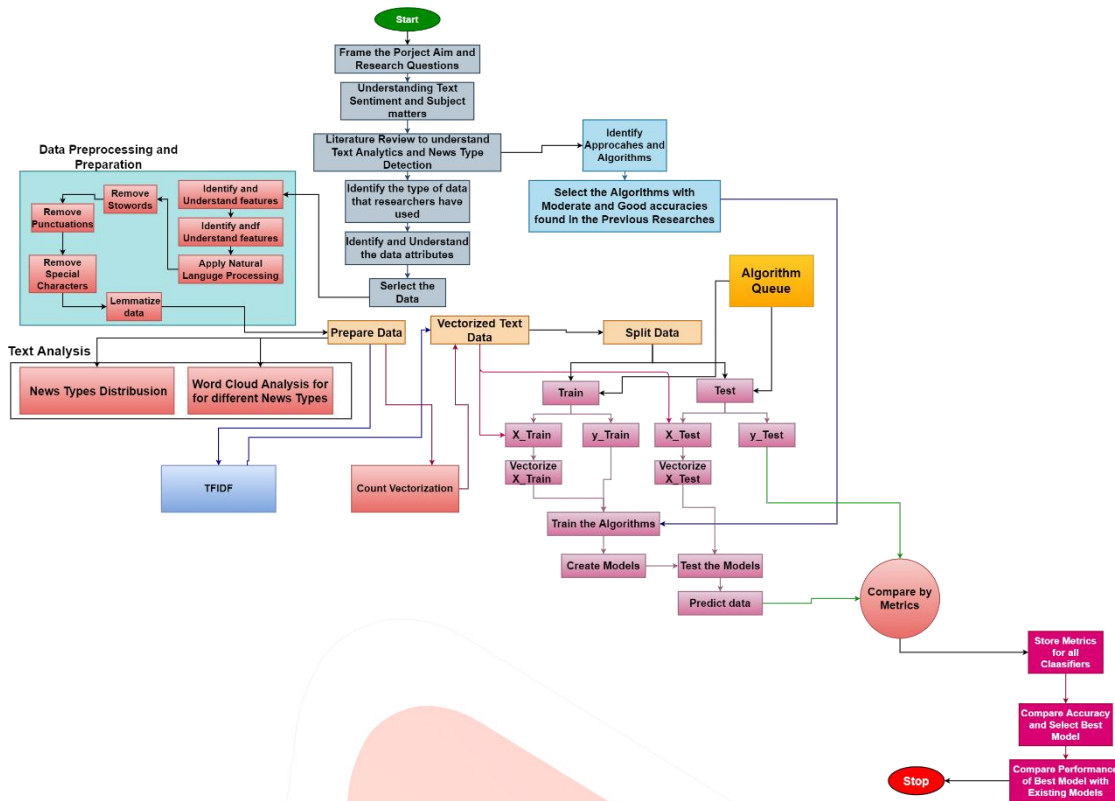 Start
Frame the Porject Aim and
Research Questions
Understanding Text
Sentiment and Subject
matters
Literature Review to understand
Text Analytics and News Type
Detection
Identify
Approcahes and
Algorithms
Identify the type of data
that researchers have
used
Select the Algorithms with
Moderate and Good accuracies
found in the Previous Researches
Identify and Understand
the data attributes
Serlect the
Data
Data Preprocessing and
Preparation
Identify and
Understand features
Identify andf
Understand features
Apply Natural
Languge Processing
Remove
Stowords
Remove
Punctuations
Remove
Special
Characters
Lemmatize
data
Algorithm
Queue
Prepare Data
Vectorized Text
Data
Split Data
Text Analysis
News Types Distribusion
Word Cloud Analysis for
for different News Types
Train
Test
X_Train
y_Train
X_Test
y_Test
Vectorize
X_Train
Vectorize
X_Test
TFIDF
Count Vectorization
Train the Algorithms
Create Models
Test the Models
Predict data
Compare by
Metrics
Store Metrics
for all
Claasifiers
Compare Accuracy
and Select Best
Model
Compare Performance
of Best Model with
Existing Models
Stop